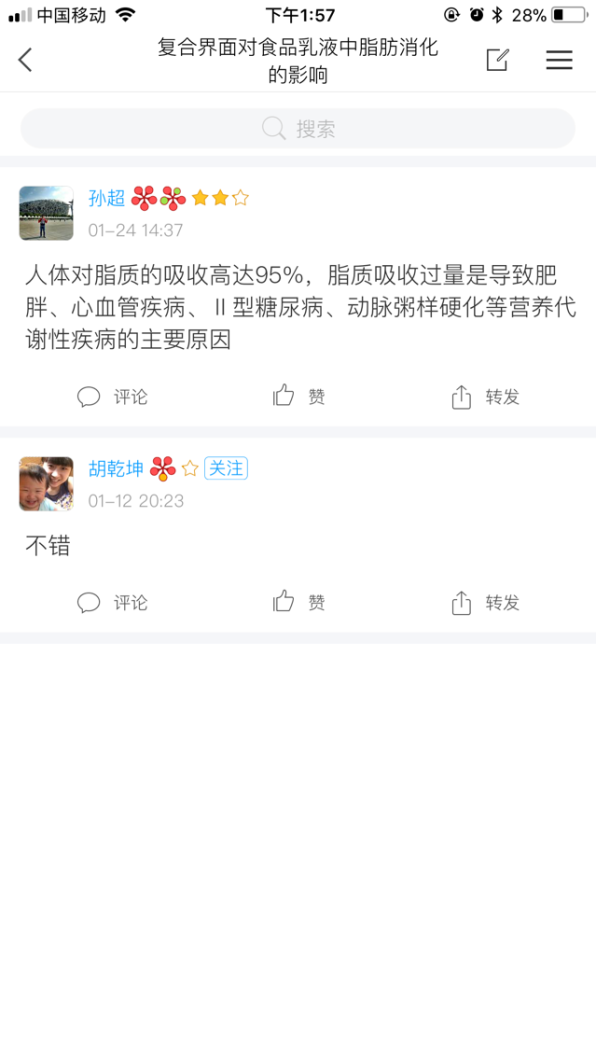 中国移动 下午1:57 28%
复合界面对食品乳液中脂肪消化
的影响
搜索
孙超
01-24 14:37
人体对脂质的吸收高达95%，脂质吸收过量是导致肥
胖、心血管疾病、Ⅱ型糖尿病、动脉粥样硬化等营养代
谢性疾病的主要原因
评论 赞 转发
胡乾坤 关注
01-12 20:23
不错
评论 赞 转发